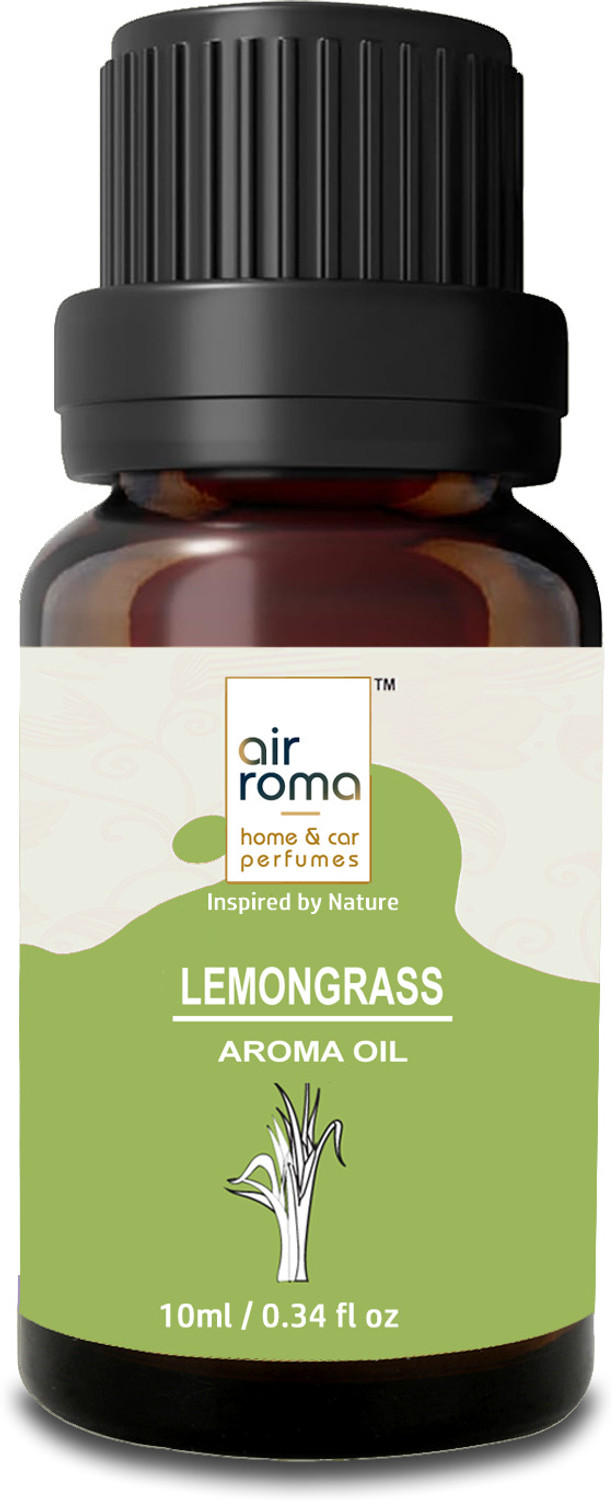 TM
air
roma
home & car
perfumes
Inspired by Nature
LEMONGRASS
AROMA OIL
10ml / 0.34 fl oz